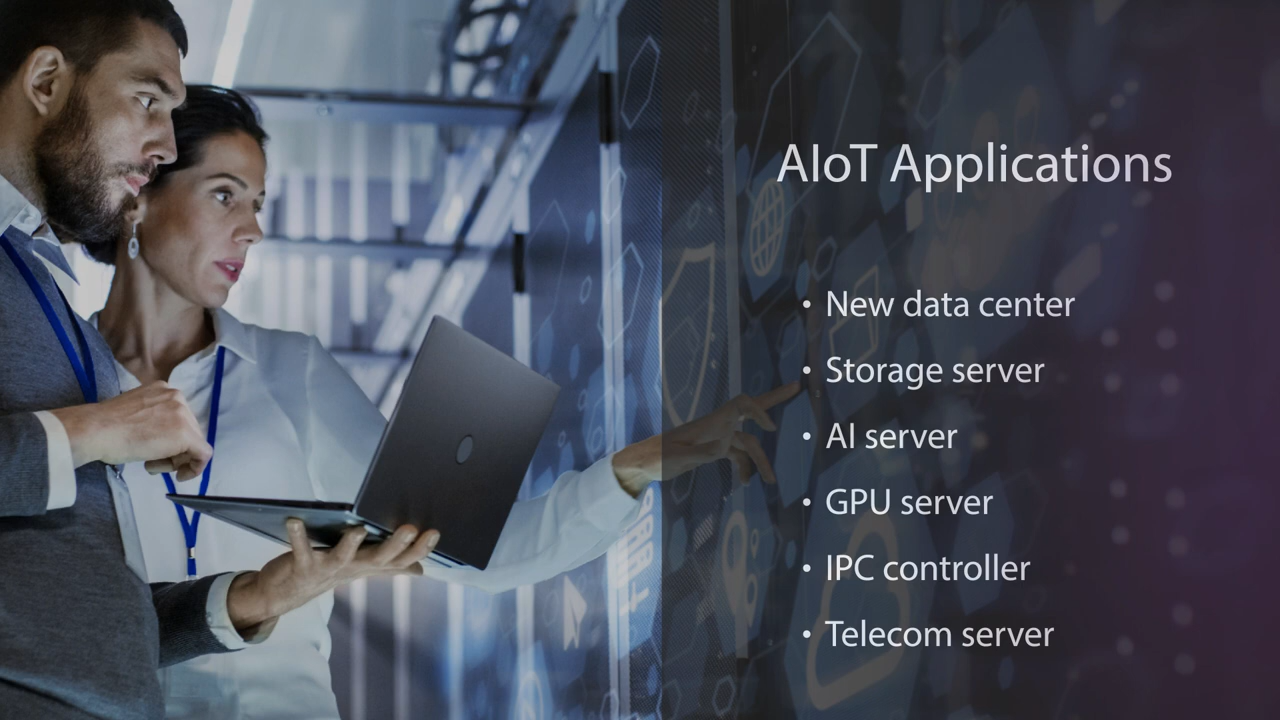 AIoT Applications
• New data center
• Storage server
• AI server
• GPU server
• IPC controller
• Telecom server